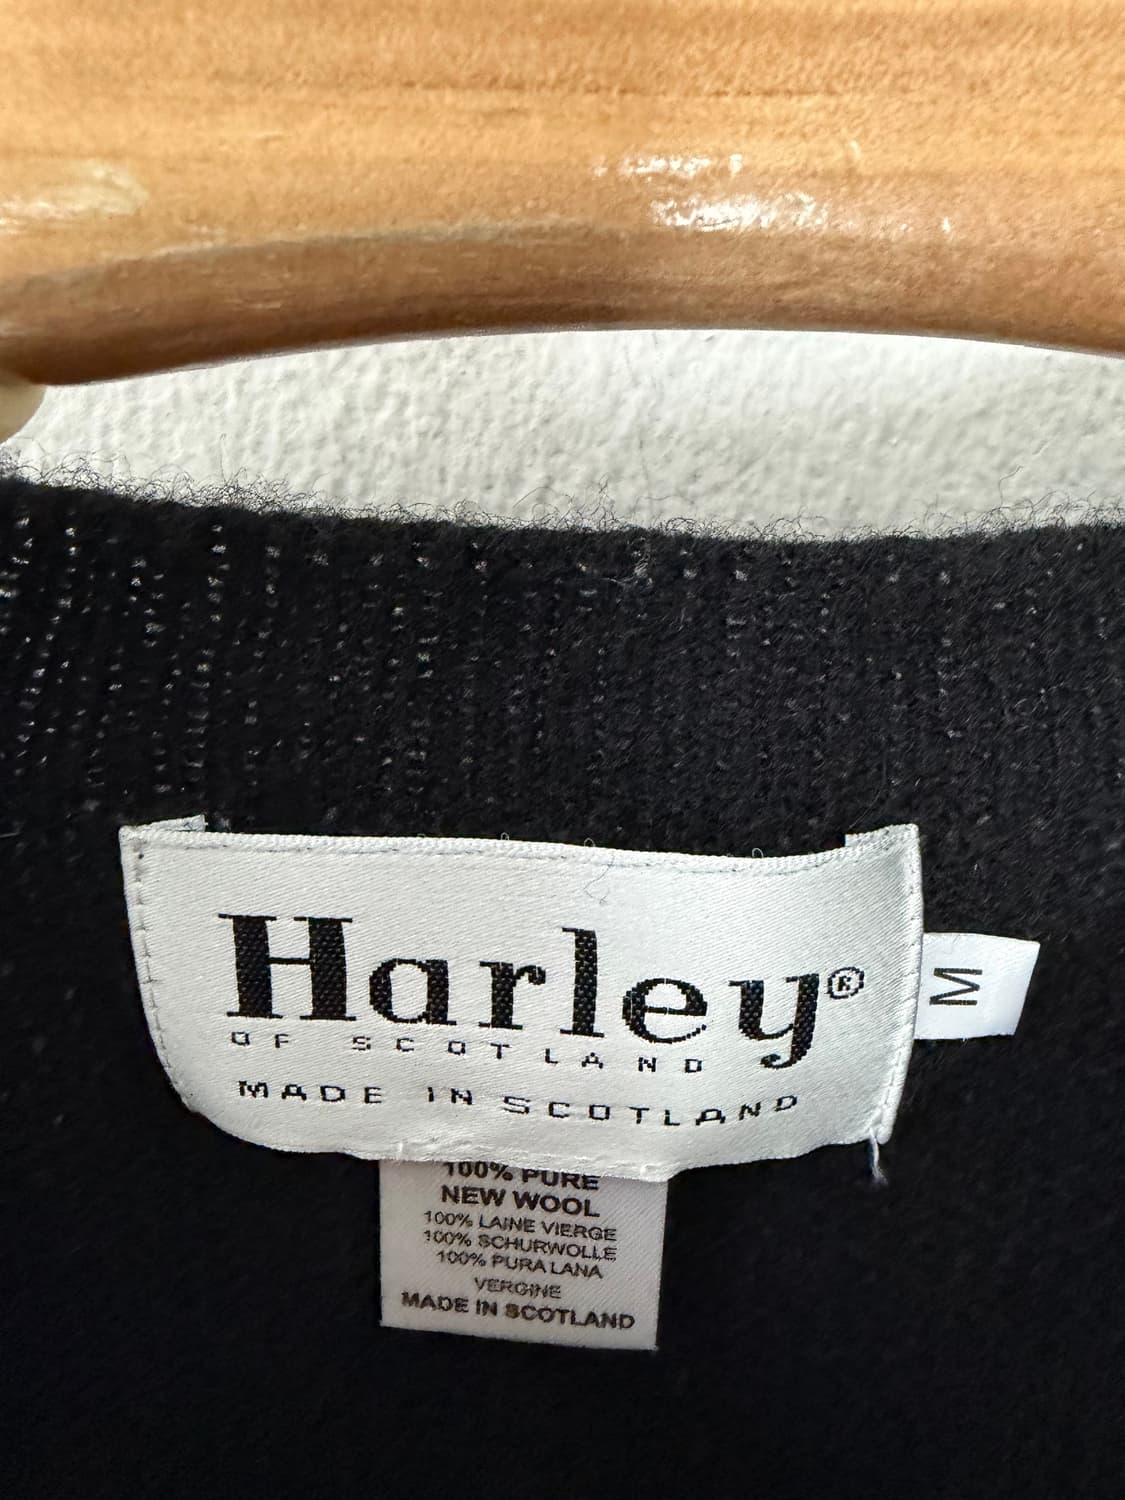 Harley®
OF SCOTLAND
MADE IN SCOTLAND
M
100% PURE
NEW WOOL
100% LAINE VIERGE
100% SCHURWOLLE
100% PURA LANA
VERGINE
MADE IN SCOTLAND